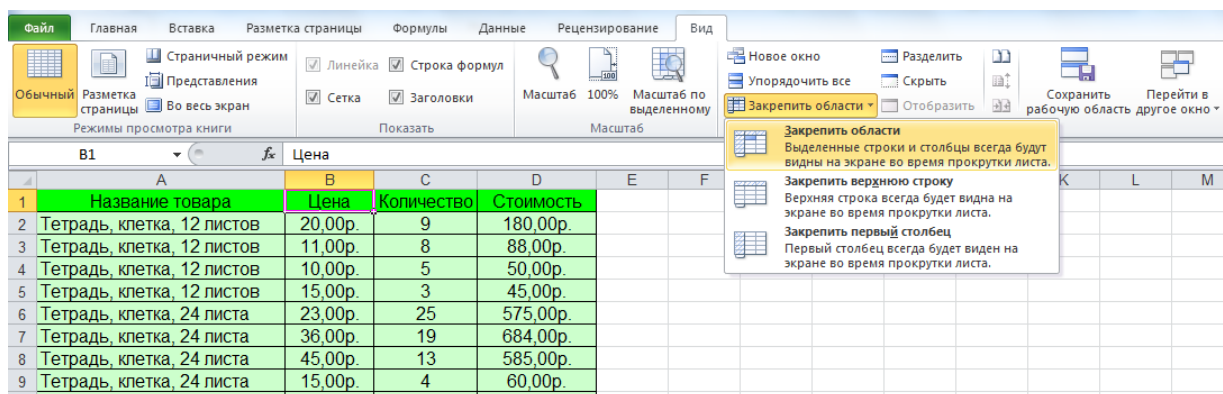 Файл Главная Вставка Разметка страницы Формулы Данные Рецензирование Вид
Обычный
Разметка страницы
Страничный режим
Представления
Во весь экран
Режимы просмотра книги
Линейка Строка формул
Сетка Заголовки
Показать
Масштаб
100%
100
Масштаб по выделенному
Масштаб
Новое окно
Упорядочить все
Закрепить области
Разделить
Скрыть
Отобразить
Сохранить рабочую область
Перейти в другое окно
Закрепить области
Выделенные строки и столбцы всегда будут
видны на экране во время прокрутки листа.
Закрепить верхнюю строку
Верхняя строка всегда будет видна на
экране во время прокрутки листа.
Закрепить первый столбец
Первый столбец всегда будет виден на
экране во время прокрутки листа.
B1 fx Цена
A B C D E F K L M
1 Название товара Цена Количество Стоимость
2 Тетрадь, клетка, 12 листов 20,00р. 9 180,00р.
3 Тетрадь, клетка, 12 листов 11,00р. 8 88,00р.
4 Тетрадь, клетка, 12 листов 10,00р. 5 50,00р.
5 Тетрадь, клетка, 12 листов 15,00р. 3 45,00р.
6 Тетрадь, клетка, 24 листа 23,00р. 25 575,00р.
7 Тетрадь, клетка, 24 листа 36,00р. 19 684,00р.
8 Тетрадь, клетка, 24 листа 45,00р. 13 585,00р.
9 Тетрадь, клетка, 24 листа 15,00р. 4 60,00р.